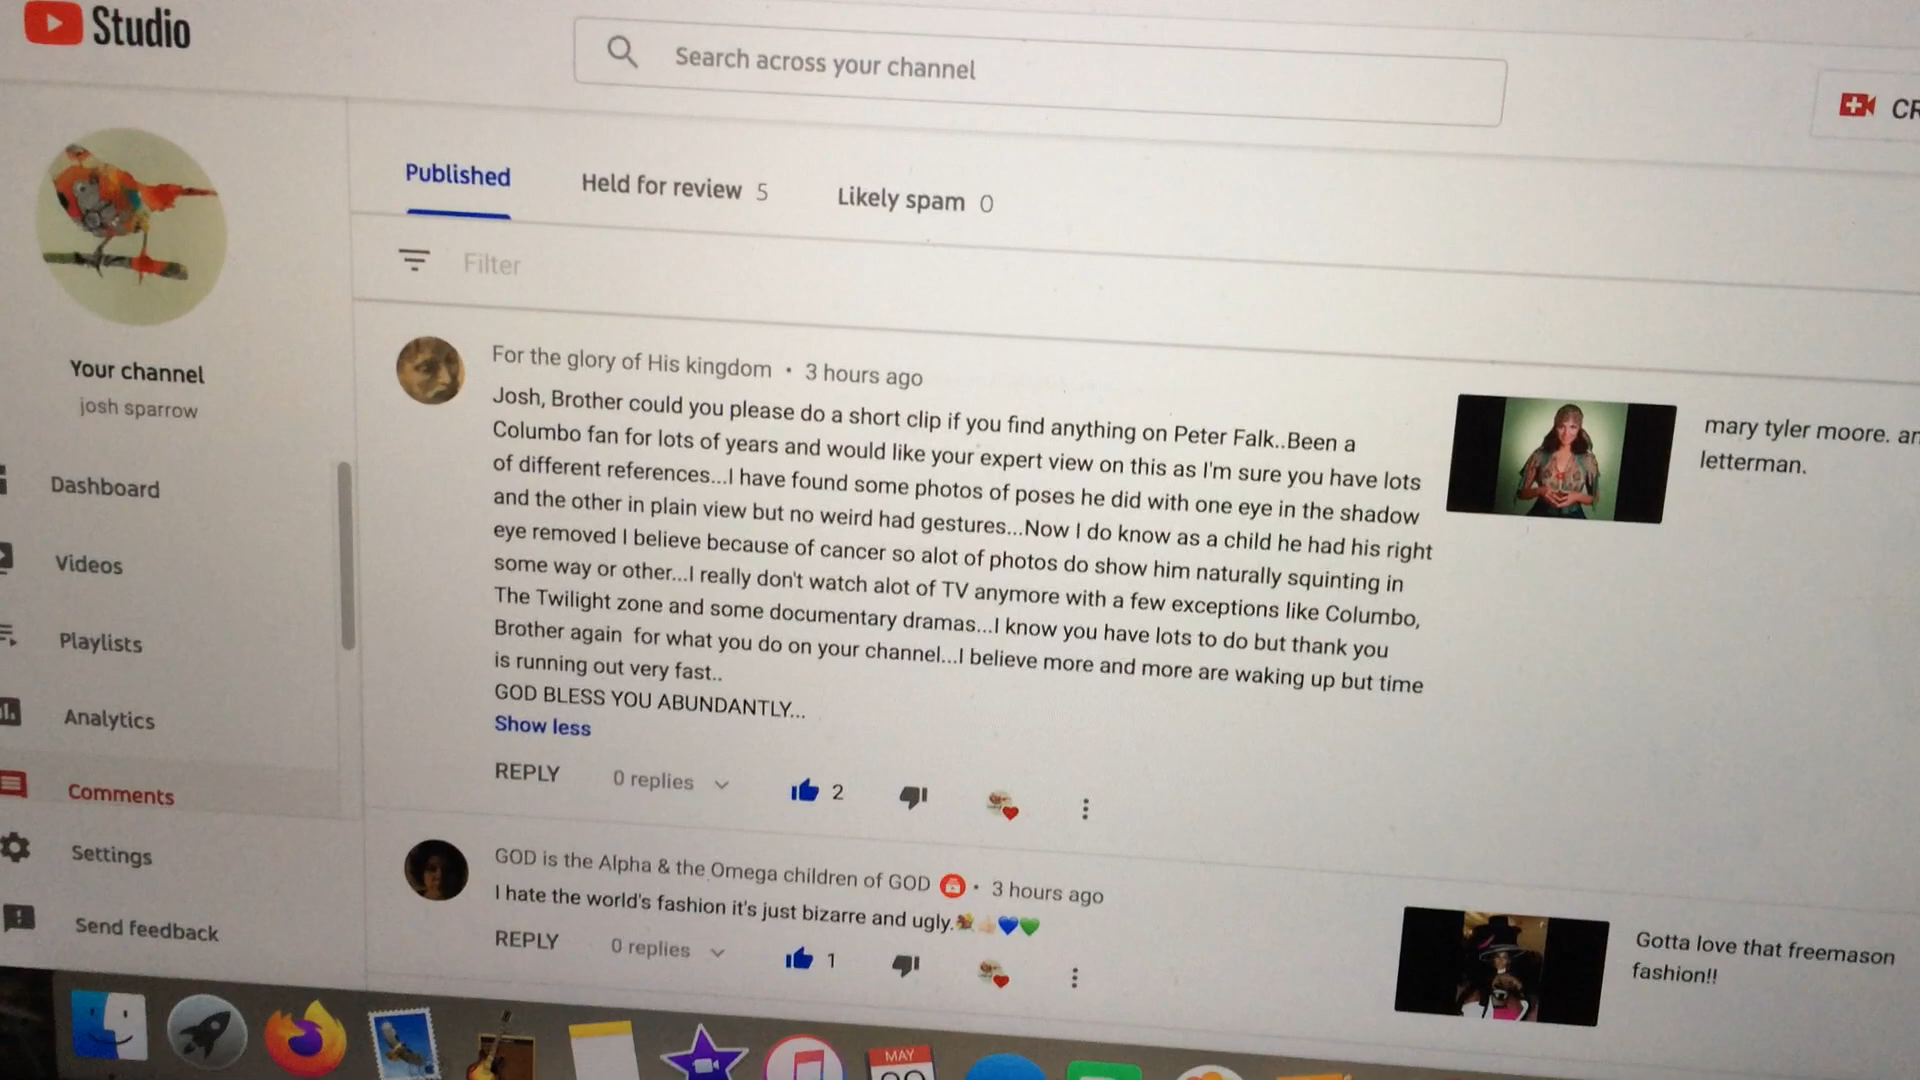 Studio
Search across your channel
Published
Held for review 5
Likely spam 0
Filter
Your channel
josh sparrow
Dashboard
Videos
Playlists
Analytics
Comments
Settings
Send feedback
For the glory of His kingdom • 3 hours ago
Josh, Brother could you please do a short clip if you find anything on Peter Falk..Been a
Columbo fan for lots of years and would like your expert view on this as I'm sure you have lots
of different references...I have found some photos of poses he did with one eye in the shadow
and the other in plain view but no weird had gestures...Now I do know as a child he had his right
eye removed I believe because of cancer so alot of photos do show him naturally squinting in
some way or other...I really don't watch alot of TV anymore with a few exceptions like Columbo,
The Twilight zone and some documentary dramas...I know you have lots to do but thank you
Brother again for what you do on your channel...I believe more and more are waking up but time
is running out very fast..
GOD BLESS YOU ABUNDANTLY...
Show less
REPLY
0 replies
2
mary tyler moore. an
letterman.
GOD is the Alpha & the Omega children of GOD • 3 hours ago
I hate the world's fashion it's just bizarre and ugly.
REPLY
0 replies
1
Gotta love that freemason
fashion!!
MAY